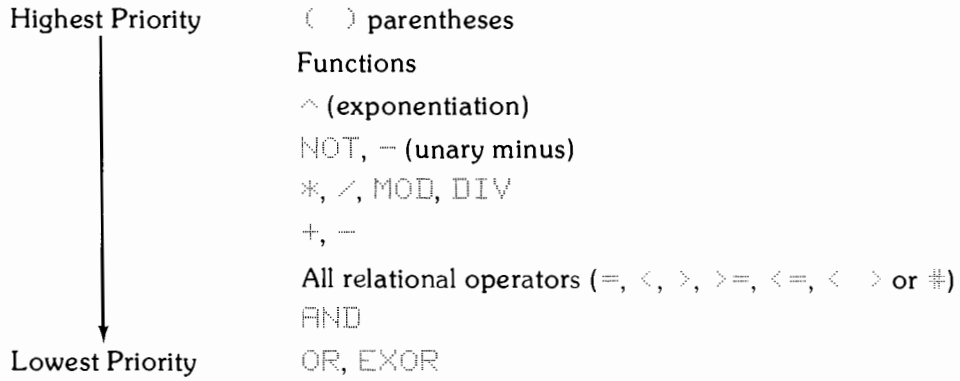 Highest Priority ( ) parentheses
Functions
^ (exponentiation)
NOT, - (unary minus)
*, /, MOD, DIV
+, -
All relational operators (=, <, >, >=, <=, < > or #)
AND
Lowest Priority OR, EXOR